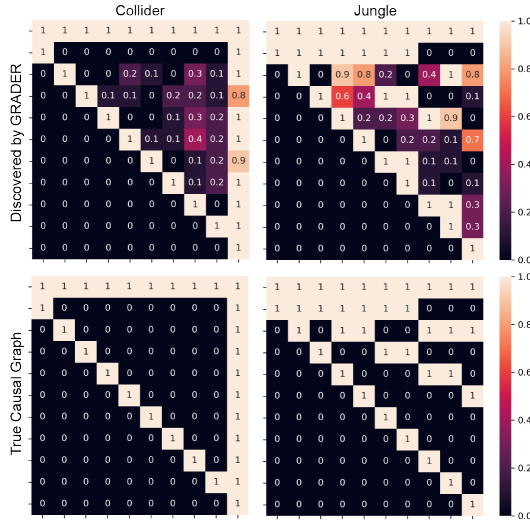 Collider
Jungle
Discovered by GRADER
1 1 1 1 1 1 1 1 1 1
1 0 0 0 0 0 0 0 0 1
0 1 0 0 0.2 0.1 0 0.3 0.1 1
0 0 1 0.1 0.1 0 0.2 0.2 0.1 0.8
0 0 0 1 0 0 0.1 0.3 0.2 1
0 0 0 0 1 0.1 0.1 0.4 0.2 1
0 0 0 0 0 1 0 0.1 0.2 0.9
0 0 0 0 0 0 1 0.1 0.2 1
0 0 0 0 0 0 0 1 0 1
0 0 0 0 0 0 0 0 1 1
0 0 0 0 0 0 0 0 0 1
1 1 1 1 1 1 1 1 1 1
1 1 1 1 1 1 1 0 0 0
0 1 0 0.9 0.8 0.2 0 0.4 1 0.8
0 0 1 0.6 0.4 1 1 0 0 0.1
0 0 0 1 0.2 0.2 0.3 1 0.9 0
0 0 0 0 1 0 0.2 0.2 0.1 0.7
0 0 0 0 0 1 1 0.1 0.1 0
0 0 0 0 0 0 1 0.1 0 0.1
0 0 0 0 0 0 0 1 1 0.3
0 0 0 0 0 0 0 0 1 0.3
0 0 0 0 0 0 0 0 0 1
1.0
0.8
0.6
0.4
0.2
0.0
True Causal Graph
1 1 1 1 1 1 1 1 1 1
1 0 0 0 0 0 0 0 0 1
0 1 0 0 0 0 0 0 0 1
0 0 1 0 0 0 0 0 0 1
0 0 0 1 0 0 0 0 0 1
0 0 0 0 1 0 0 0 0 1
0 0 0 0 0 1 0 0 0 1
0 0 0 0 0 0 1 0 0 1
0 0 0 0 0 0 0 1 0 1
0 0 0 0 0 0 0 0 1 1
0 0 0 0 0 0 0 0 0 1
1 1 1 1 1 1 1 1 1 1
1 1 1 1 1 1 1 0 0 0
0 1 0 1 1 1 0 1 1 1
0 0 1 0 0 1 1 0 0 0
0 0 0 1 0 0 0 1 1 0
0 0 0 0 1 0 0 0 0 1
0 0 0 0 0 1 0 0 0 0
0 0 0 0 0 0 1 0 0 0
0 0 0 0 0 0 0 1 0 0
0 0 0 0 0 0 0 0 1 0
0 0 0 0 0 0 0 0 0 1
1.0
0.8
0.6
0.4
0.2
0.0